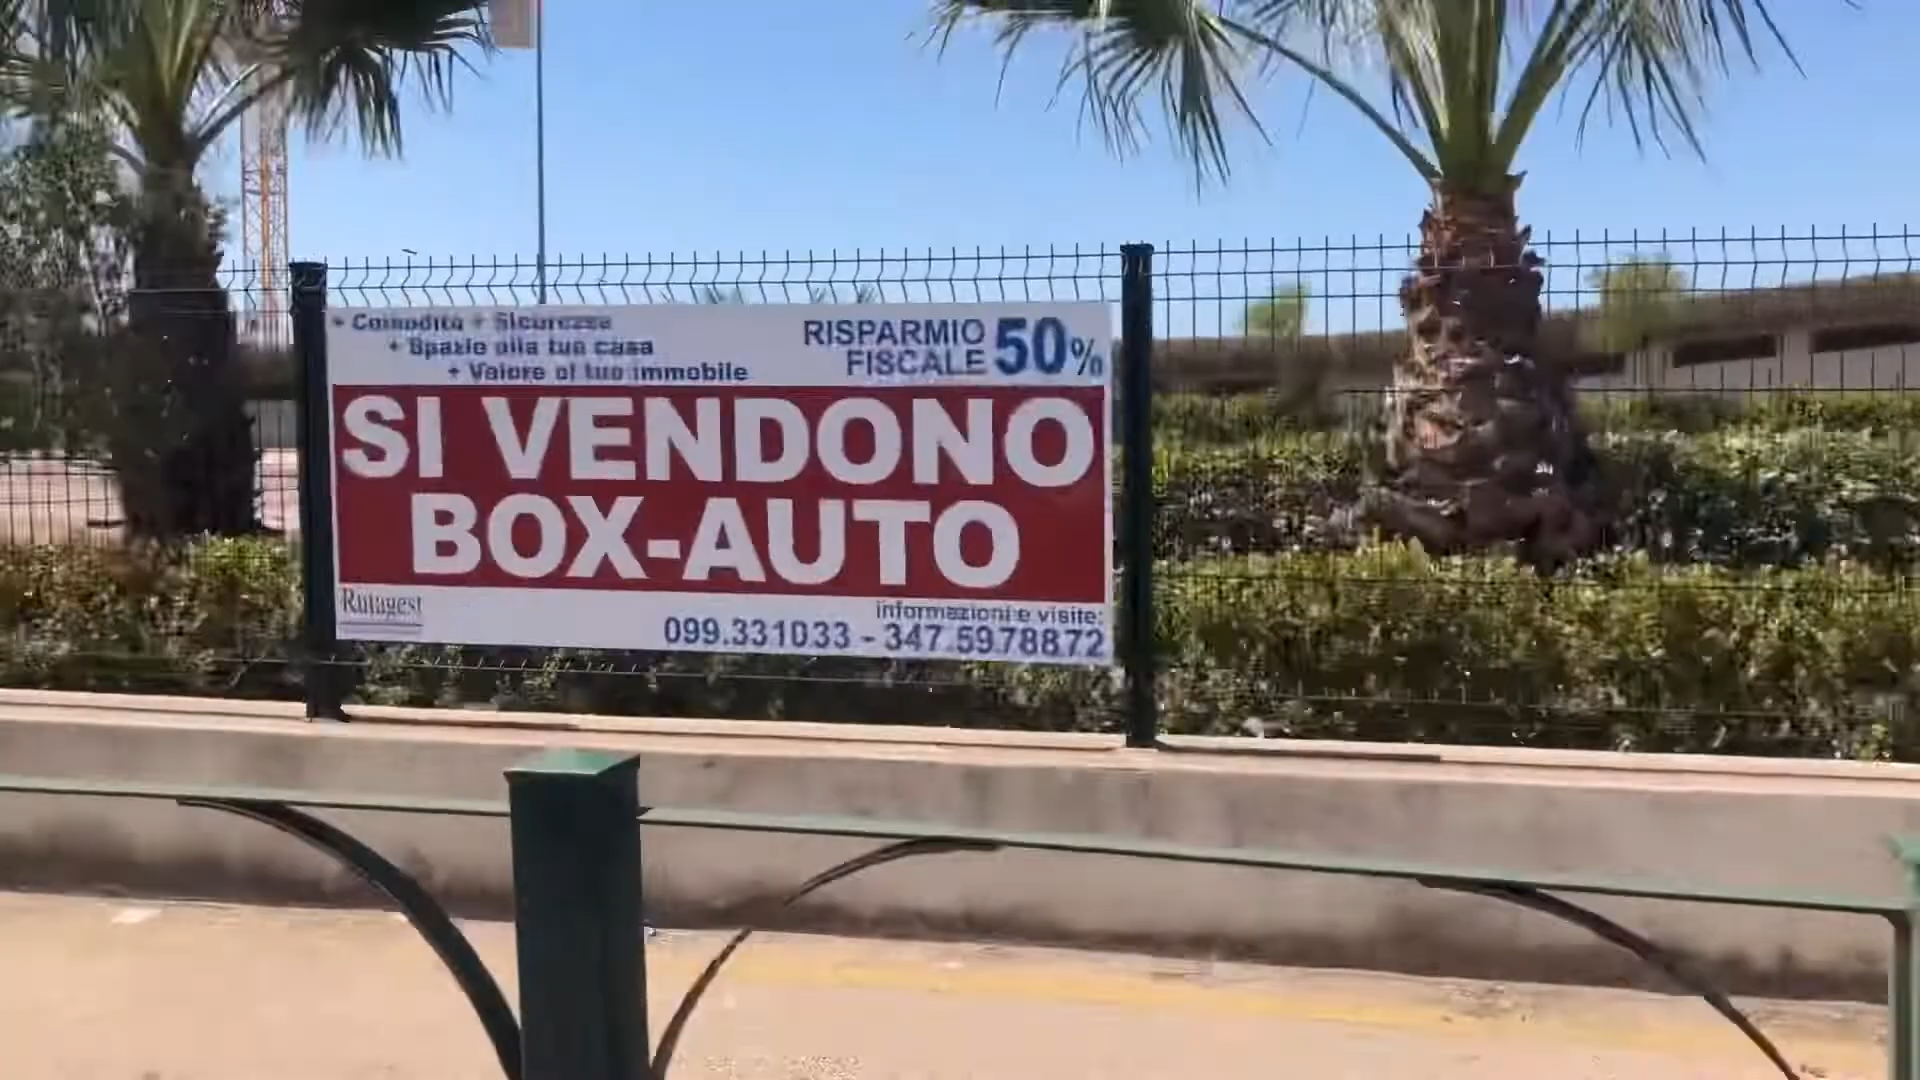 + Comodità + Sicurezza
+ Spazio alla tua casa
+ Valore al tuo immobile
RISPARMIO
FISCALE 50%
SI VENDONO
BOX-AUTO
Rutagest
informazioni e visite:
099.331033 - 347.5978872